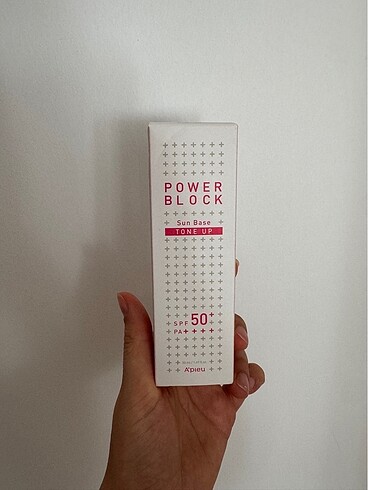 POWER
BLOCK
Sun Base
TONE UP
SPF 50+
PA++++
A'PIEU